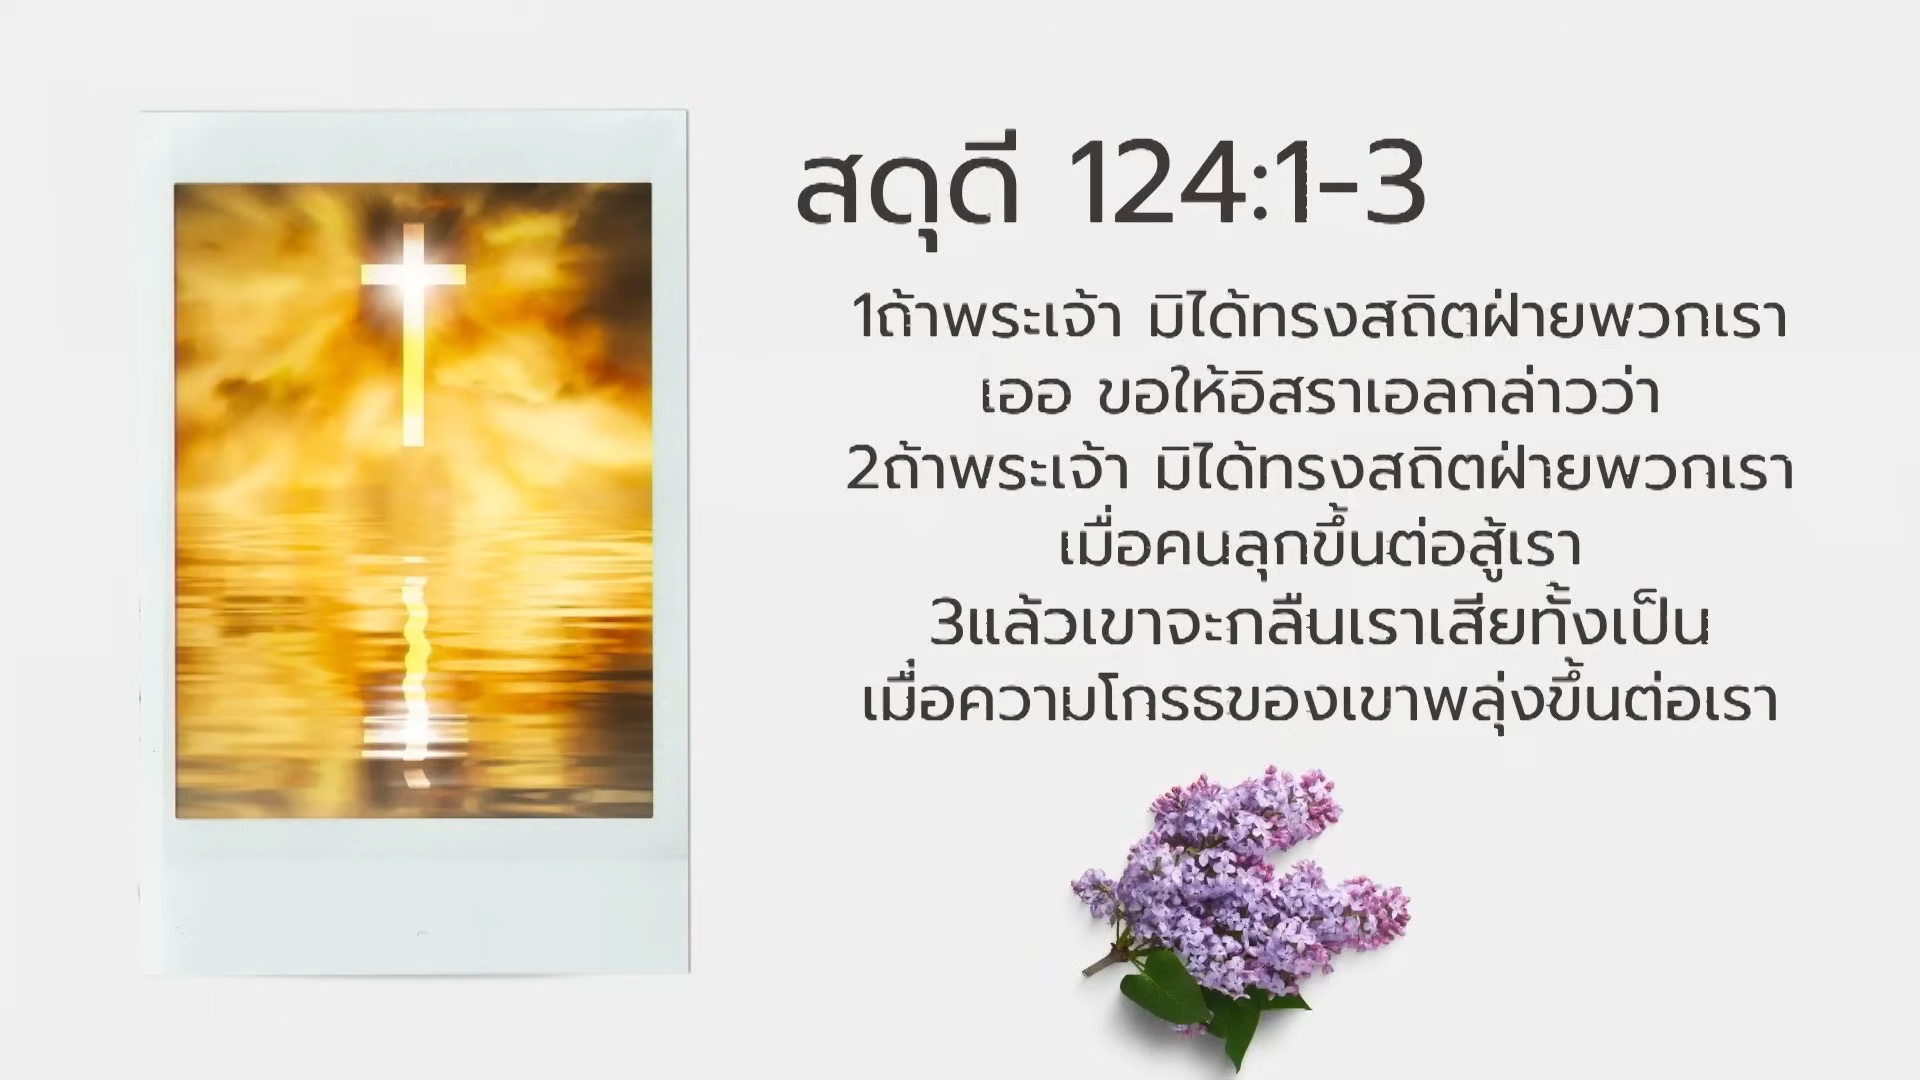 สดุดี 124:1-3
1ถ้าพระเจ้า มิได้ทรงสถิตฝ่ายพวกเรา
เออ ขอให้อิสราเอลกล่าวว่า
2ถ้าพระเจ้า มิได้ทรงสถิตฝ่ายพวกเรา
เมื่อคนลุกขึ้นต่อสู้เรา
3แล้วเขาจะกลืนเราเสียทั้งเป็น
เมื่อความโกรธของเขาพลุ่งขึ้นต่อเรา